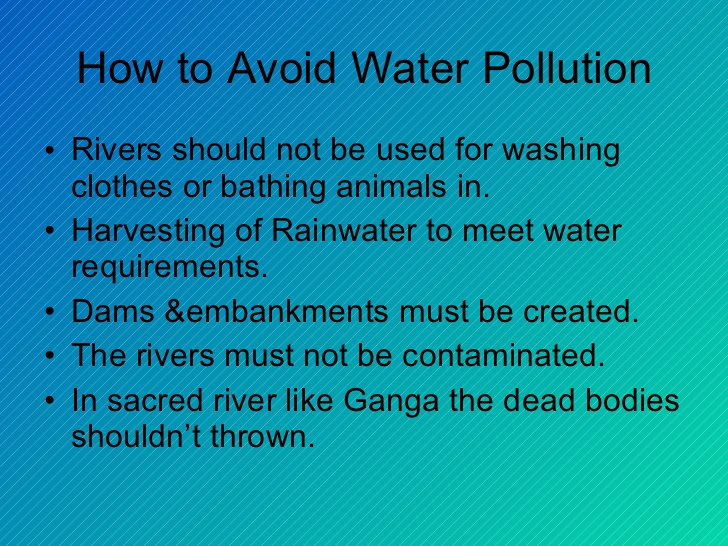 How to Avoid Water Pollution
• Rivers should not be used for washing
clothes or bathing animals in.
• Harvesting of Rainwater to meet water
requirements.
• Dams &embankments must be created.
• The rivers must not be contaminated.
• In sacred river like Ganga the dead bodies
shouldn’t thrown.